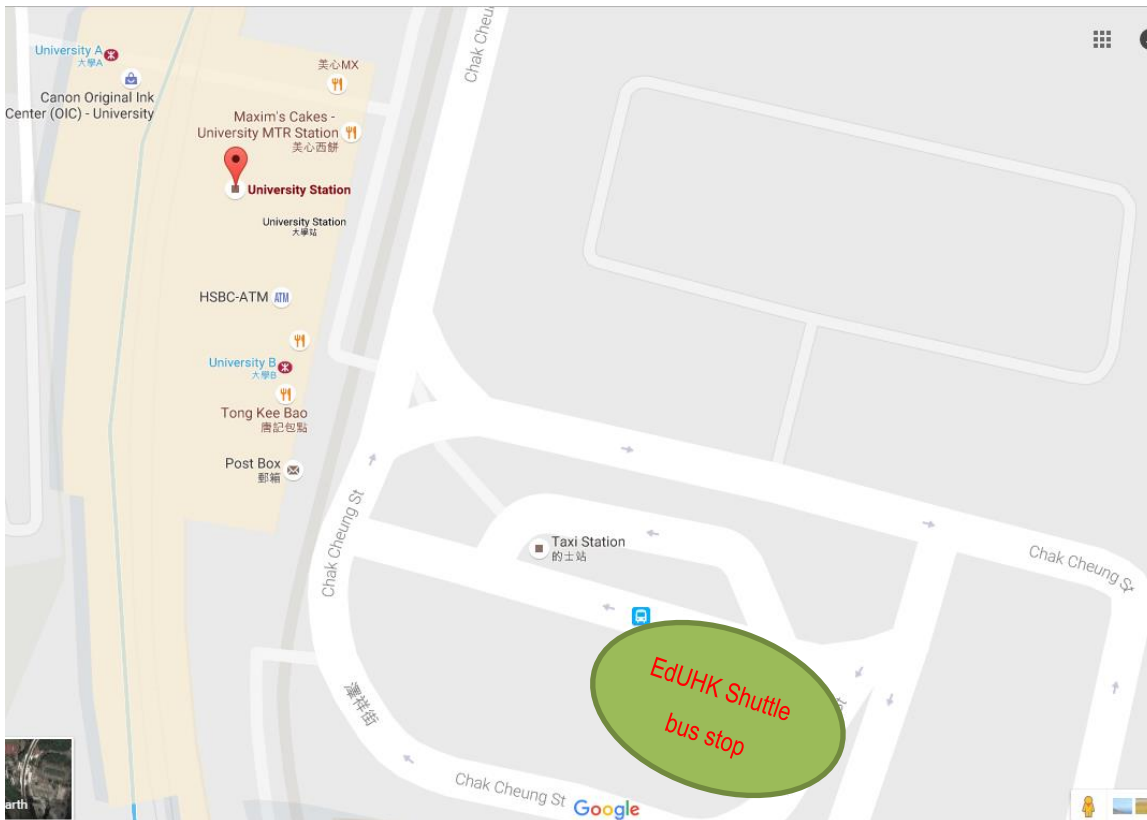 Chak Cheu
University A
大學A
Canon Original Ink
Center (OIC) - University
美心MX
Maxim's Cakes -
University MTR Station
美心西餅
University Station
University Station
大學站
HSBC-ATM ATM
University B
大學B
Tong Kee Bao
唐記包點
Post Box
郵箱
Chak Cheung St
Taxi Station
的士站
Chak Cheung St
EdUHK Shuttle
bus stop
st
澤祥街
Chak Cheung St
Google
arth